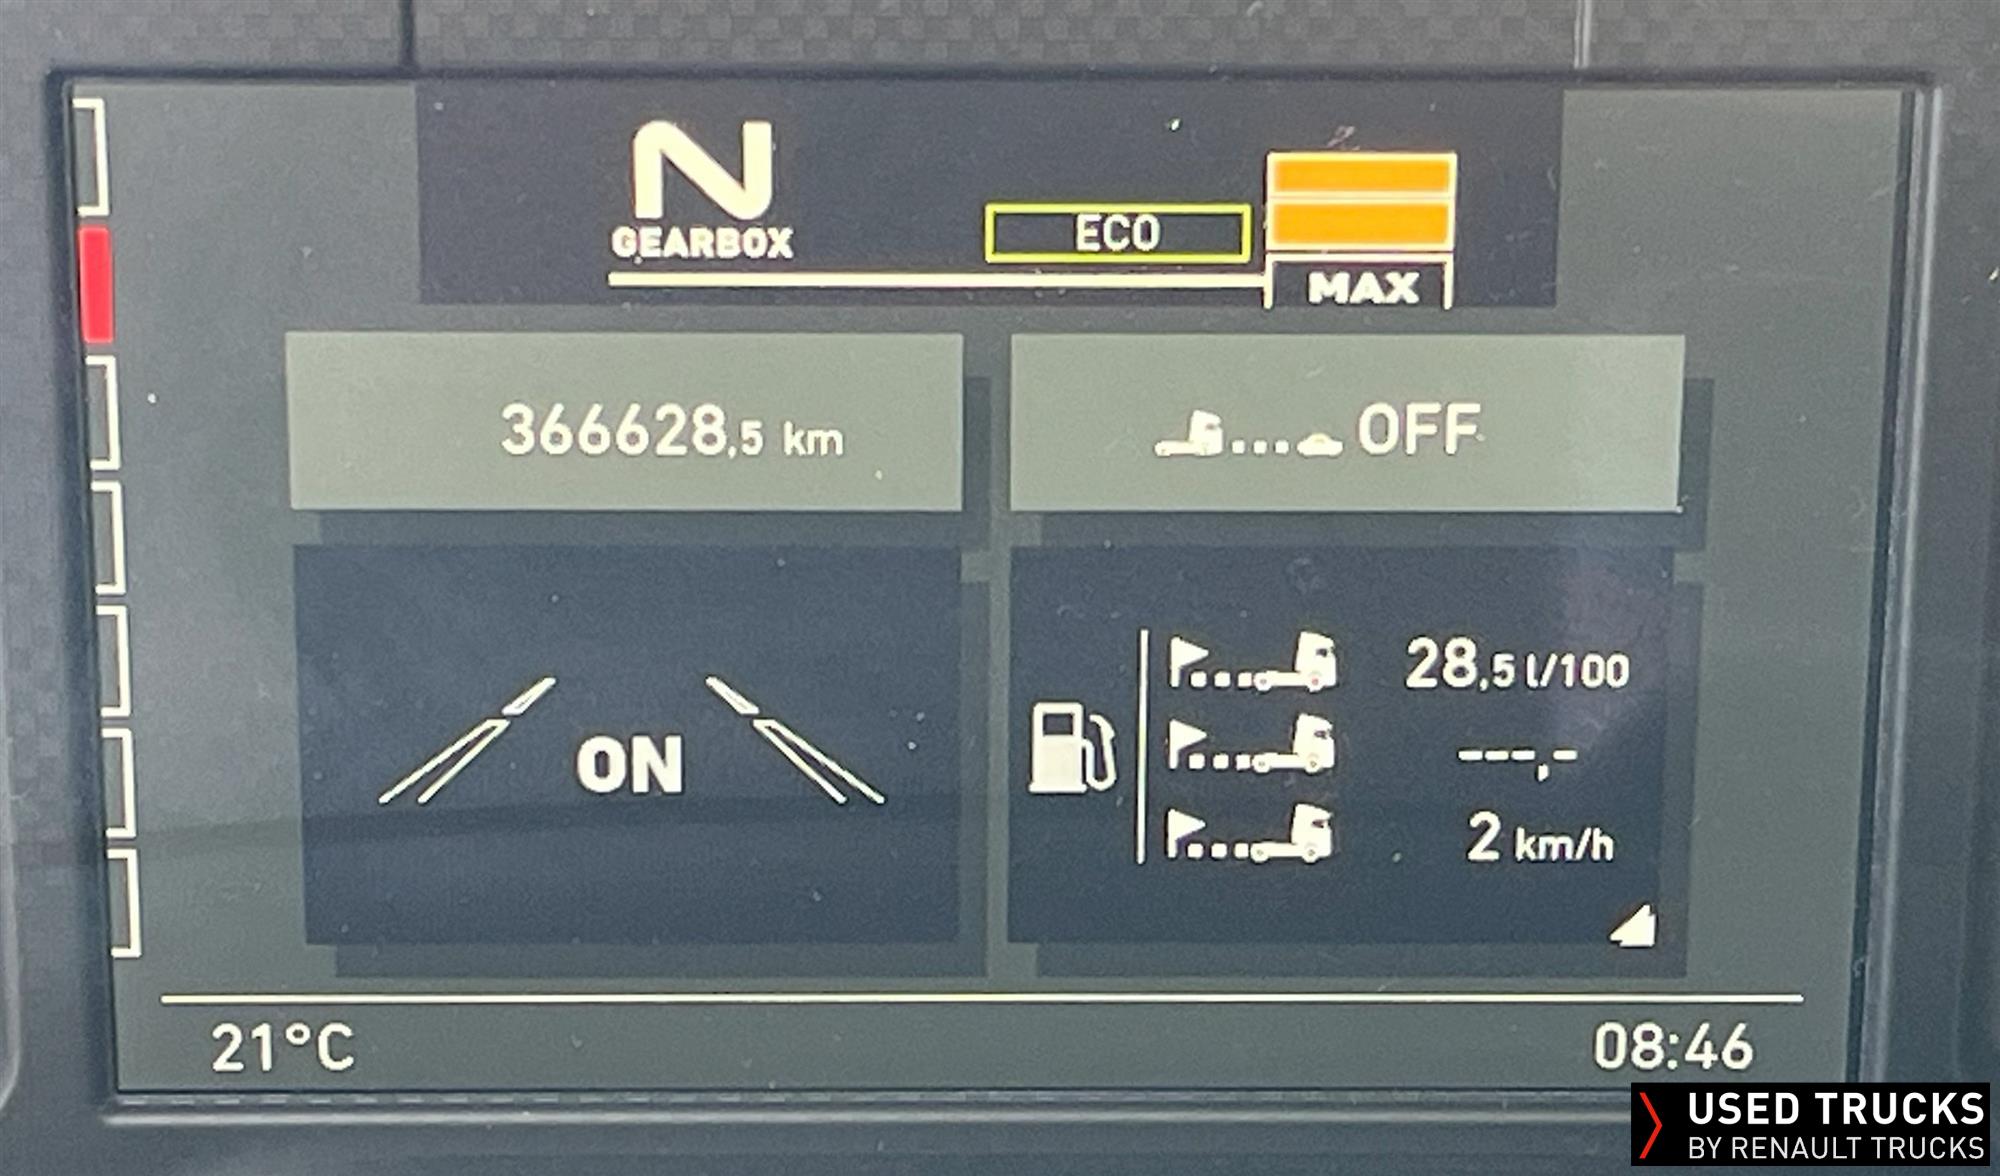 N
GEARBOX
ECO
MAX
366628,5 km
OFF
ON
28,5 l/100
---,-
2 km/h
21°C
08:46
USED TRUCKS
BY RENAULT TRUCKS